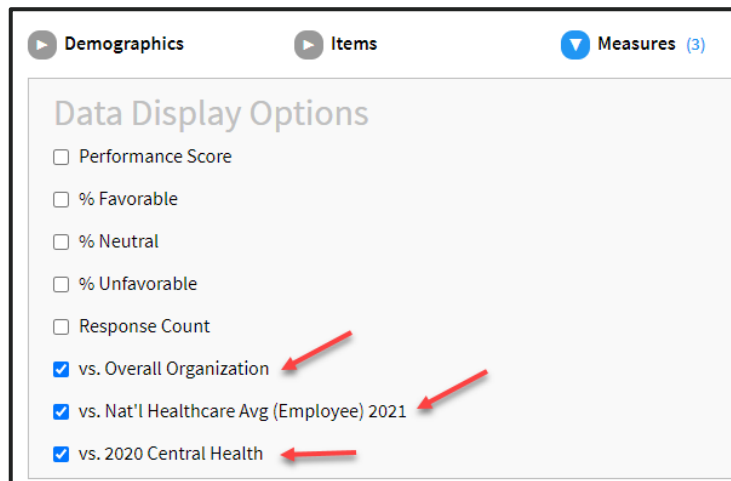 Demographics Items Measures (3)
Data Display Options
Performance Score
% Favorable
% Neutral
% Unfavorable
Response Count
vs. Overall Organization
vs. Nat'l Healthcare Avg (Employee) 2021
vs. 2020 Central Health